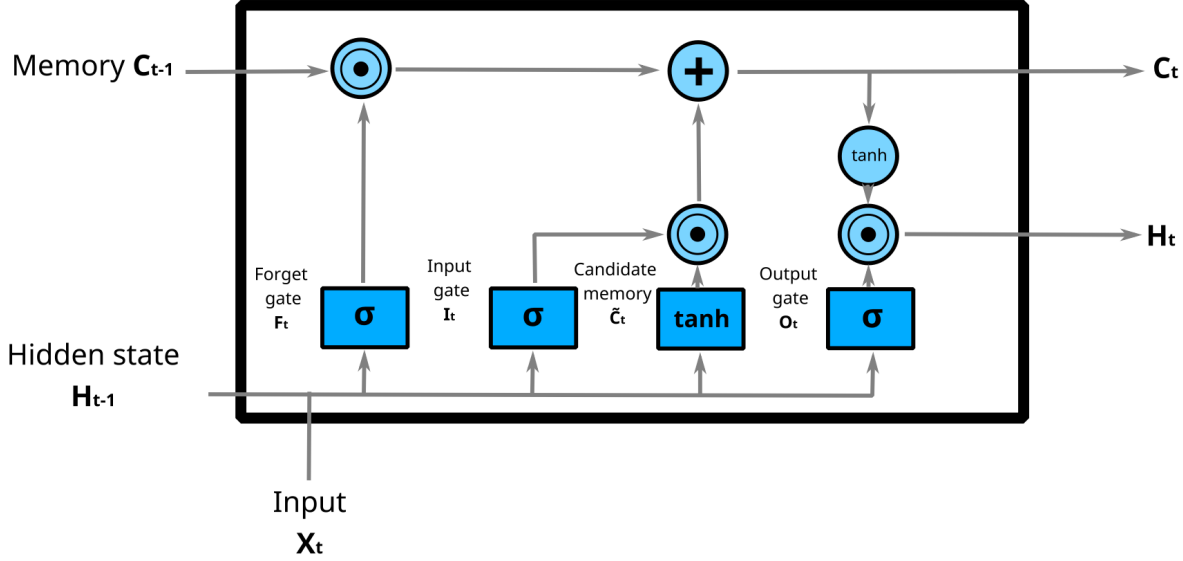 Memory Cₜ₋₁
+
Cₜ
tanh
Hₜ
Forget
gate
Fₜ
σ
Input
gate
Iₜ
σ
Candidate
memory
C̃ₜ
tanh
Output
gate
Oₜ
σ
Hidden state
Hₜ₋₁
Input
Xₜ